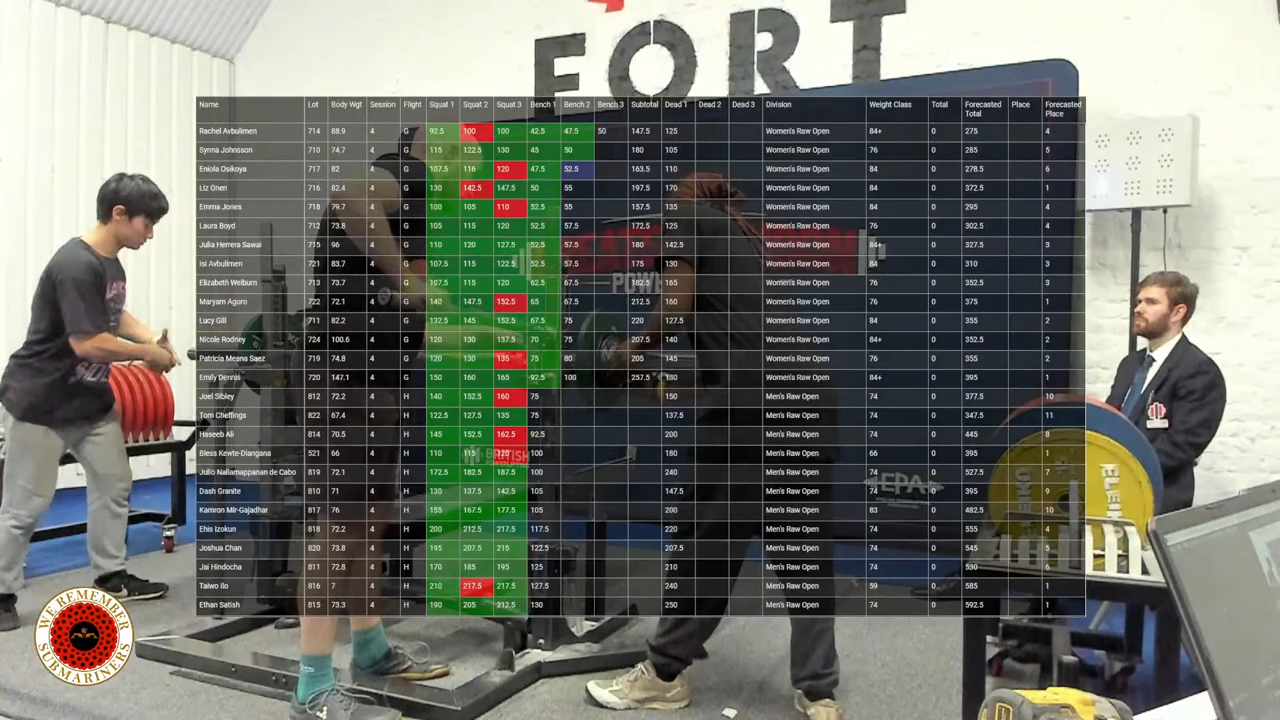 FORT
Name Lot Body Wgt Session Flight Squat 1 Squat 2 Squat 3 Bench 1 Bench 2 Bench 3 Subtotal Dead 1 Dead 2 Dead 3 Division Weight Class Total Forecasted Total Place Forecasted Place
Rachel Avbulimen 714 88.9 4 G 92.5 100 100 42.5 47.5 50 147.5 125 Women's Raw Open 84+ 0 275 4
Synna Johnsson 710 74.7 4 G 115 122.5 130 45 50 180 105 Women's Raw Open 76 0 285 5
Eniola Osikoya 717 82 4 G 107.5 116 120 47.5 52.5 163.5 110 Women's Raw Open 84 0 278.5 6
Liz Oneri 716 82.4 4 G 130 142.5 147.5 50 55 197.5 170 Women's Raw Open 84 0 372.5 1
Emma Jones 718 79.7 4 G 100 105 110 52.5 55 157.5 135 Women's Raw Open 84 0 295 4
Laura Boyd 712 73.8 4 G 105 115 120 52.5 57.5 172.5 125 Women's Raw Open 76 0 302.5 4
Julia Herrera Sawai 715 96 4 G 110 120 127.5 52.5 57.5 180 142.5 Women's Raw Open 84+ 0 327.5 3
Isi Avbulimen 721 83.7 4 G 107.5 115 122.5 52.5 57.5 175 130 Women's Raw Open 84 0 310 3
Elizabeth Welburn 713 73.7 4 G 107.5 115 120 62.5 67.5 182.5 165 Women's Raw Open 76 0 352.5 3
Maryam Agoro 722 72.1 4 G 140 147.5 152.5 65 67.5 212.5 160 Women's Raw Open 76 0 375 1
Lucy Gill 711 82.2 4 G 132.5 145 152.5 67.5 75 220 127.5 Women's Raw Open 84 0 355 2
Nicole Rodney 724 100.6 4 G 120 130 137.5 70 75 207.5 140 Women's Raw Open 84+ 0 352.5 2
Patricia Meana Saez 719 74.8 4 G 120 130 135 75 80 205 145 Women's Raw Open 76 0 355 2
Emily Dennis 720 147.1 4 G 150 160 165 92.5 100 257.5 130 Women's Raw Open 84+ 0 395 1
Joel Sibley 812 72.2 4 H 140 152.5 160 75 150 Men's Raw Open 74 0 377.5 10
Tom Cheffings 822 67.4 4 H 122.5 127.5 135 75 137.5 Men's Raw Open 74 0 347.5 11
Haseeb Ali 814 70.5 4 H 145 152.5 162.5 92.5 200 Men's Raw Open 74 0 445 8
Bless Kewte-Diangana 521 66 4 H 110 115 120 100 180 Men's Raw Open 66 0 395 1
Julio Nallamappanan de Cabo 819 72.1 4 H 172.5 182.5 187.5 100 240 Men's Raw Open 74 0 527.5 7
Dash Granite 810 71 4 H 130 137.5 142.5 105 147.5 Men's Raw Open 74 0 395 9
Kamron Mir-Gajadhar 817 76 4 H 155 167.5 177.5 105 200 Men's Raw Open 83 0 482.5 10
Ehis Izokun 818 72.2 4 H 200 212.5 217.5 117.5 220 Men's Raw Open 74 0 555 4
Joshua Chan 820 73.8 4 H 195 207.5 215 122.5 207.5 Men's Raw Open 74 0 545 5
Jai Hindocha 811 72.8 4 H 170 185 195 125 210 Men's Raw Open 74 0 530 6
Taiwo Ilo 816 7 4 H 210 217.5 217.5 127.5 240 Men's Raw Open 59 0 585 1
Ethan Satish 815 73.3 4 H 190 205 212.5 130 250 Men's Raw Open 74 0 592.5 1
BRITISH
EPA
WE REMEMBER
SUBMARINERS